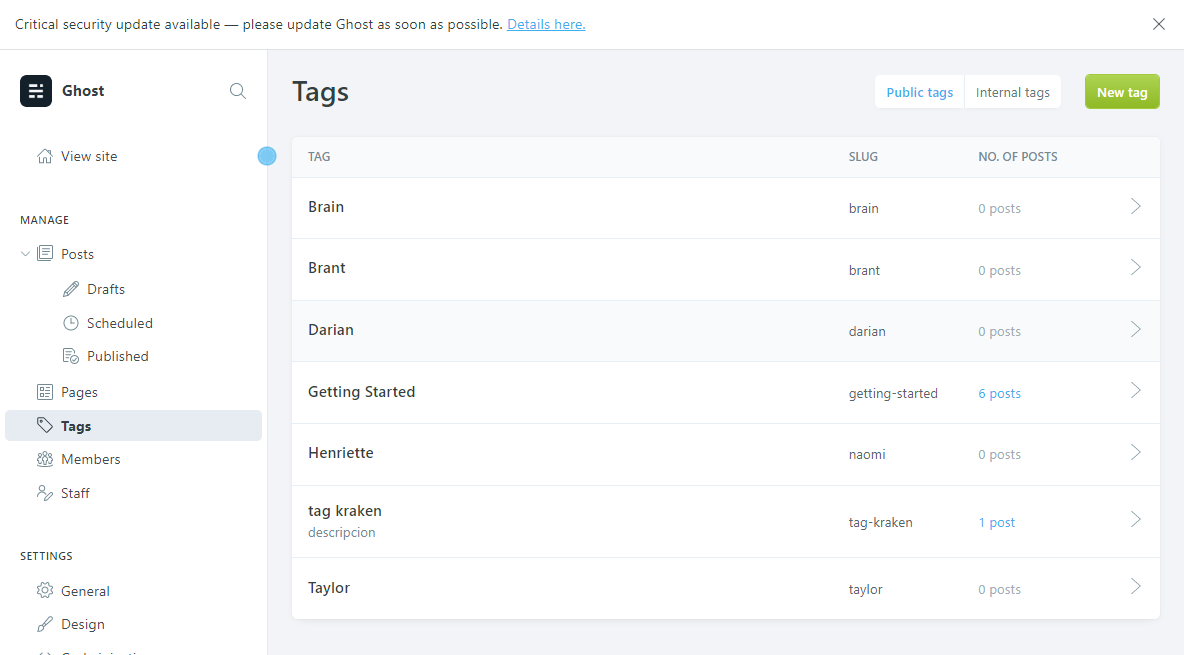 Critical security update available — please update Ghost as soon as possible. Details here.
Ghost
View site
MANAGE
Posts
Drafts
Scheduled
Published
Pages
Tags
Members
Staff
SETTINGS
General
Design
Tags
Public tags
Internal tags
New tag
TAG SLUG NO. OF POSTS
Brain brain 0 posts
Brant brant 0 posts
Darian darian 0 posts
Getting Started getting-started 6 posts
Henriette naomi 0 posts
tag kraken tag-kraken 1 post
descripcion
Taylor taylor 0 posts